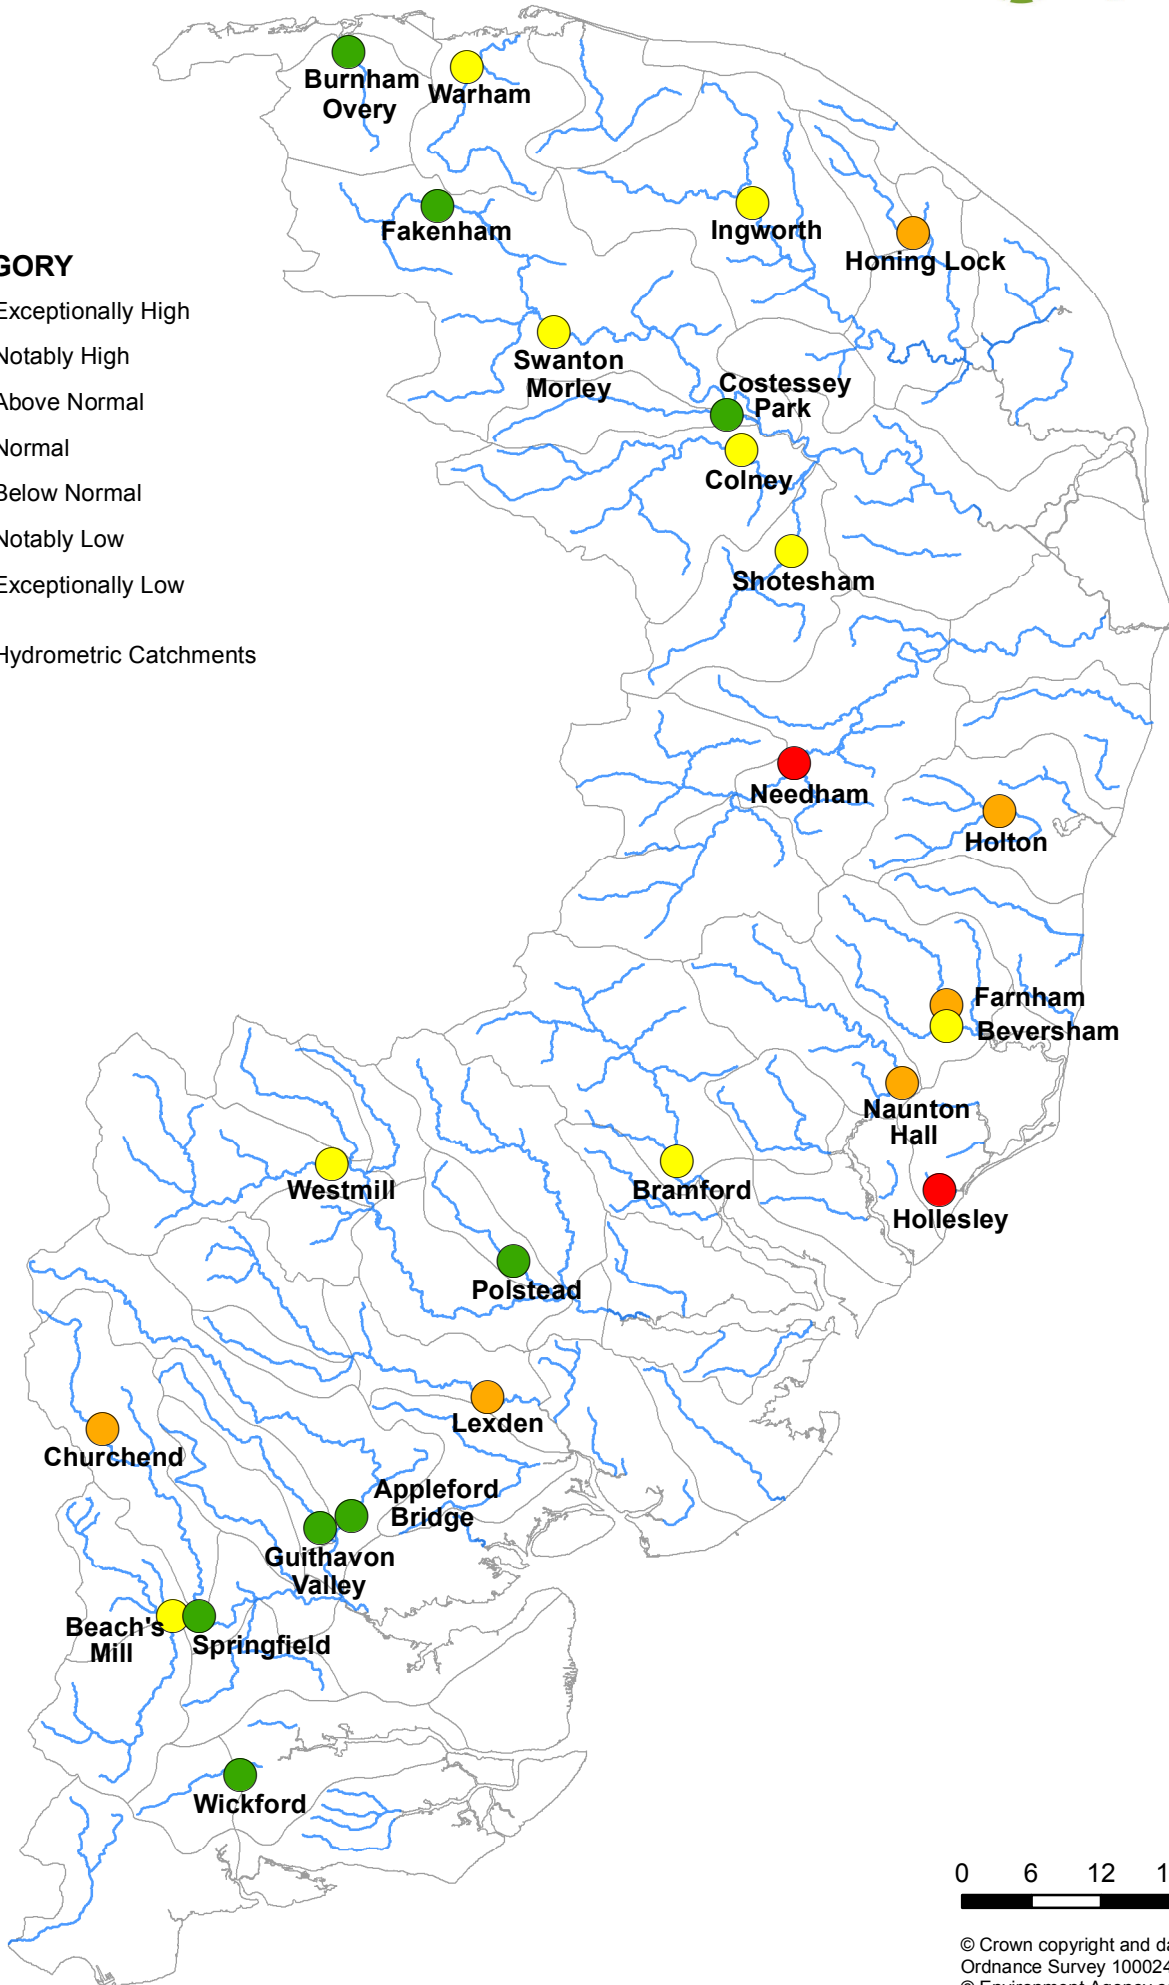 GORY
Exceptionally High
Notably High
Above Normal
Normal
Below Normal
Notably Low
Exceptionally Low
Hydrometric Catchments
Burnham
Overy
Warham
Fakenham
Ingworth
Honing Lock
Swanton
Morley
Costessey
Park
Colney
Shotesham
Needham
Holton
Farnham
Beversham
Naunton
Hall
Hollesley
Westmill
Bramford
Polstead
Lexden
Churchend
Appleford
Bridge
Guithavon
Valley
Beach's
Mill
Springfield
Wickford
0 6 12 1
© Crown copyright and da
Ordnance Survey 100024